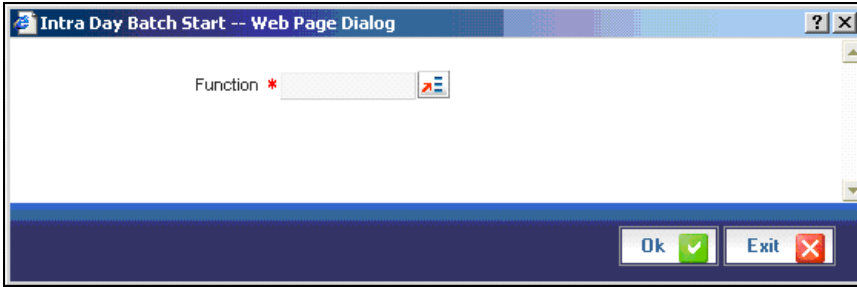 Intra Day Batch Start -- Web Page Dialog
Function *
Ok
Exit